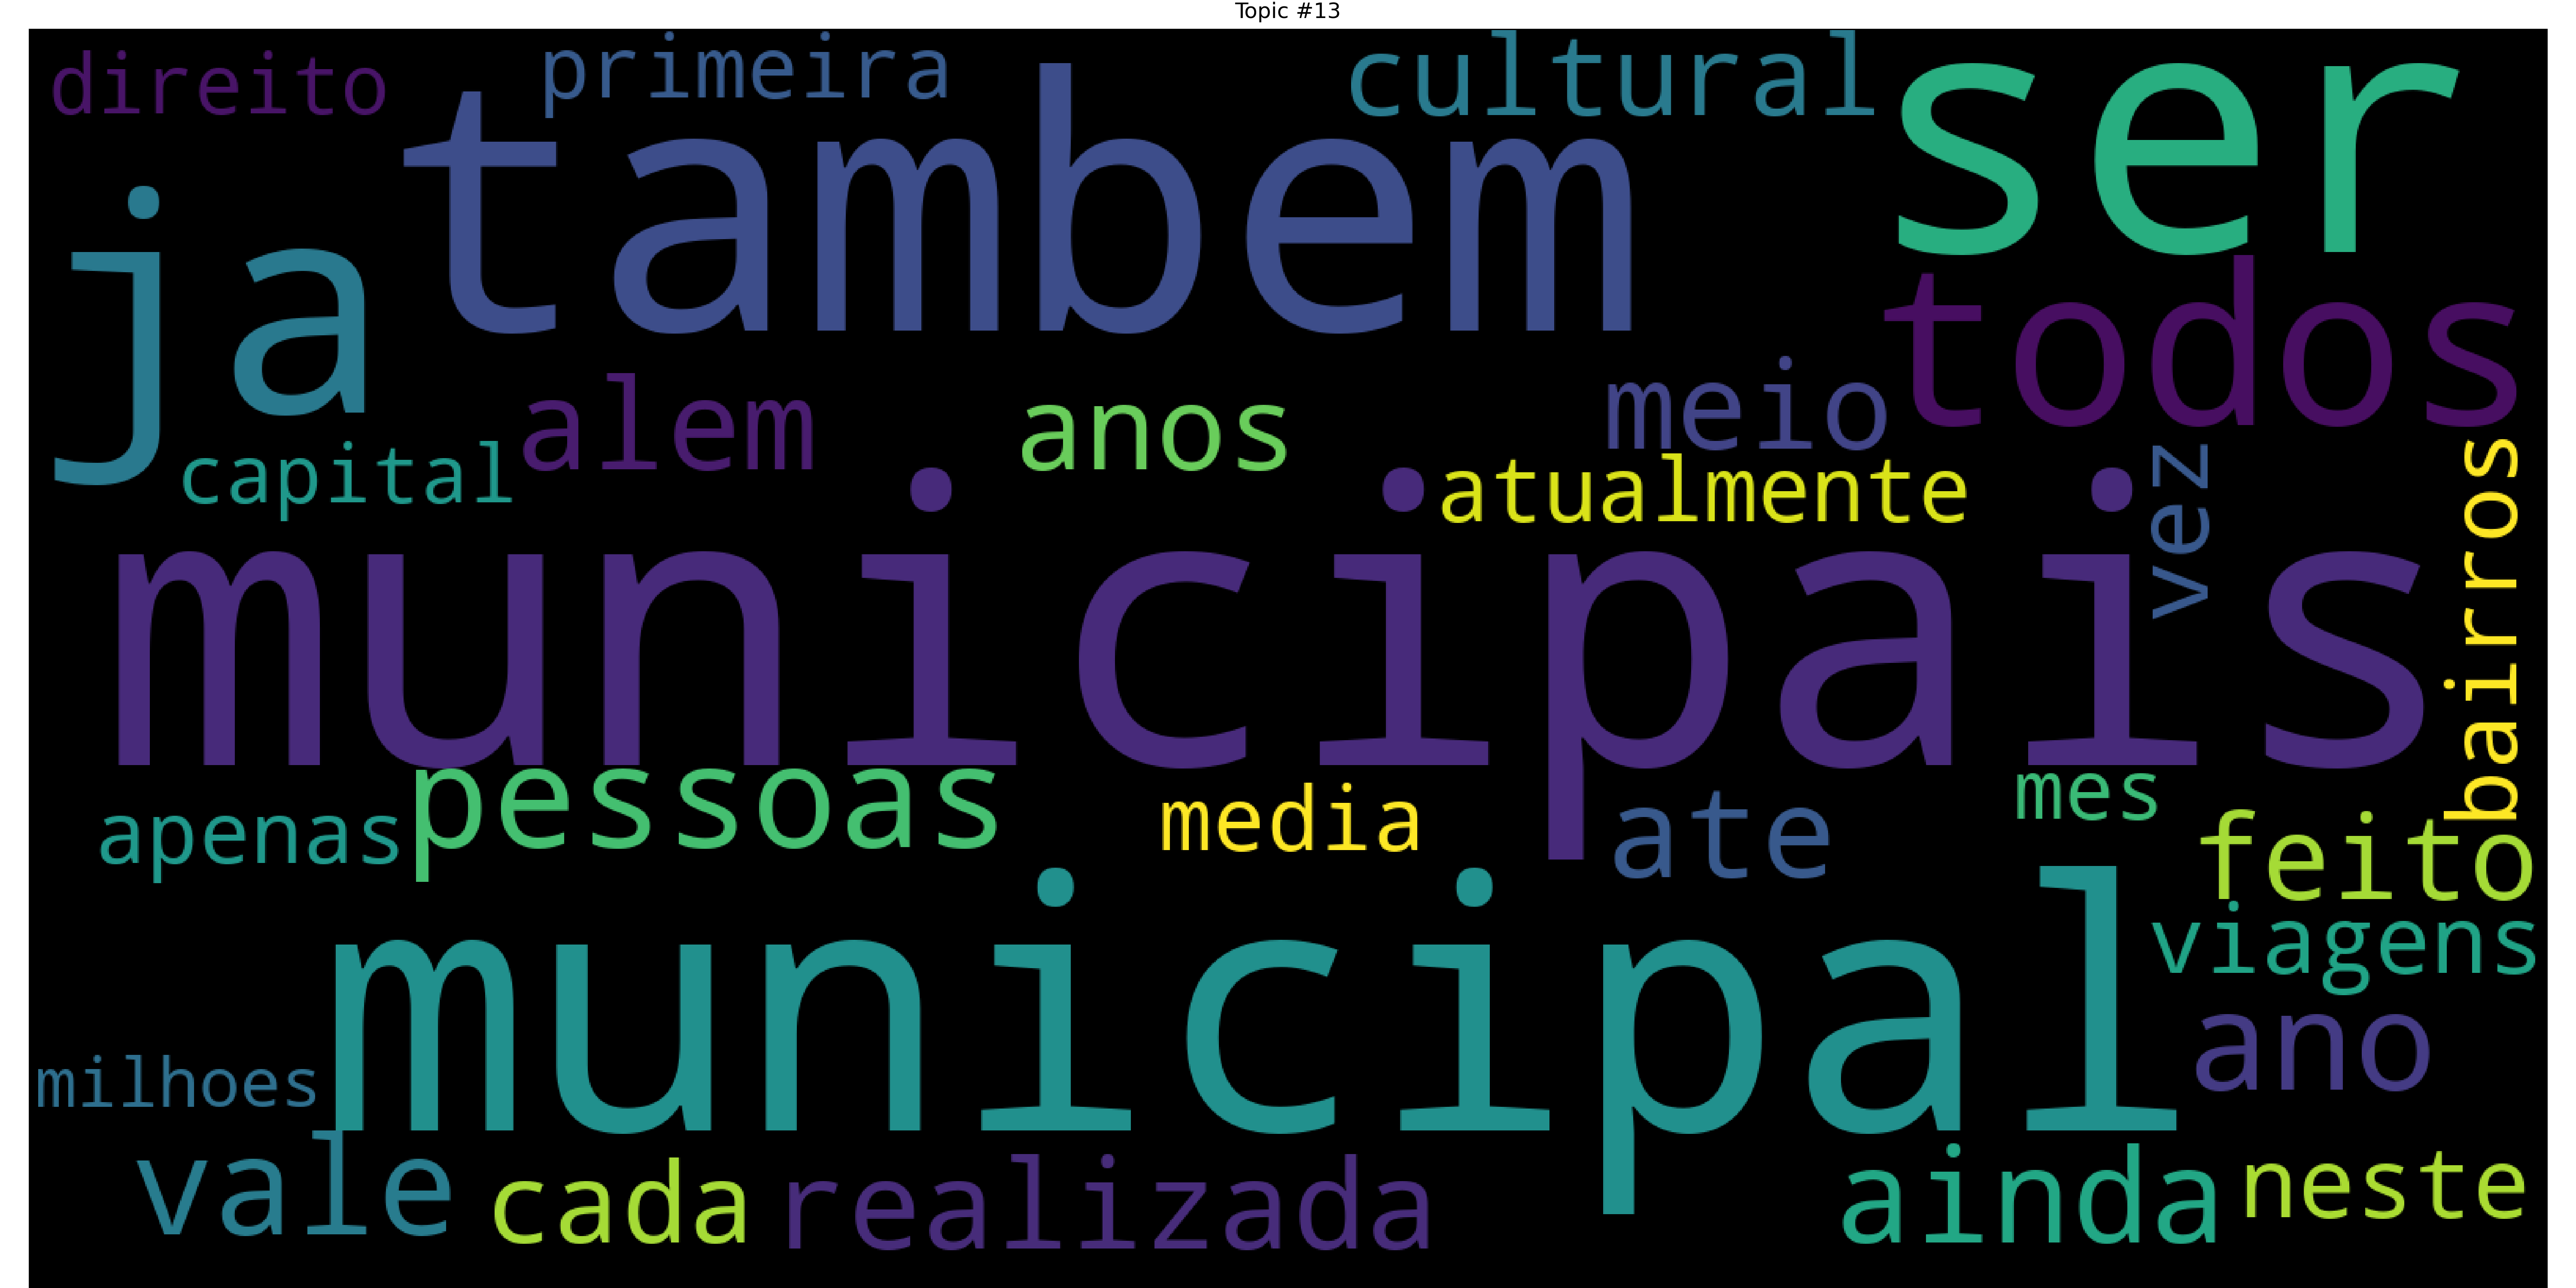 Topic #13
direito
primeira
cultural
ser
tambem
ja
todos
alem
anos
meio
capital
atualmente
vez
bairros
municipais
apenas
pessoas
media
ate
mes
feito
municipal
viagens
milhoes
ano
vale
cada
realizada
ainda
neste